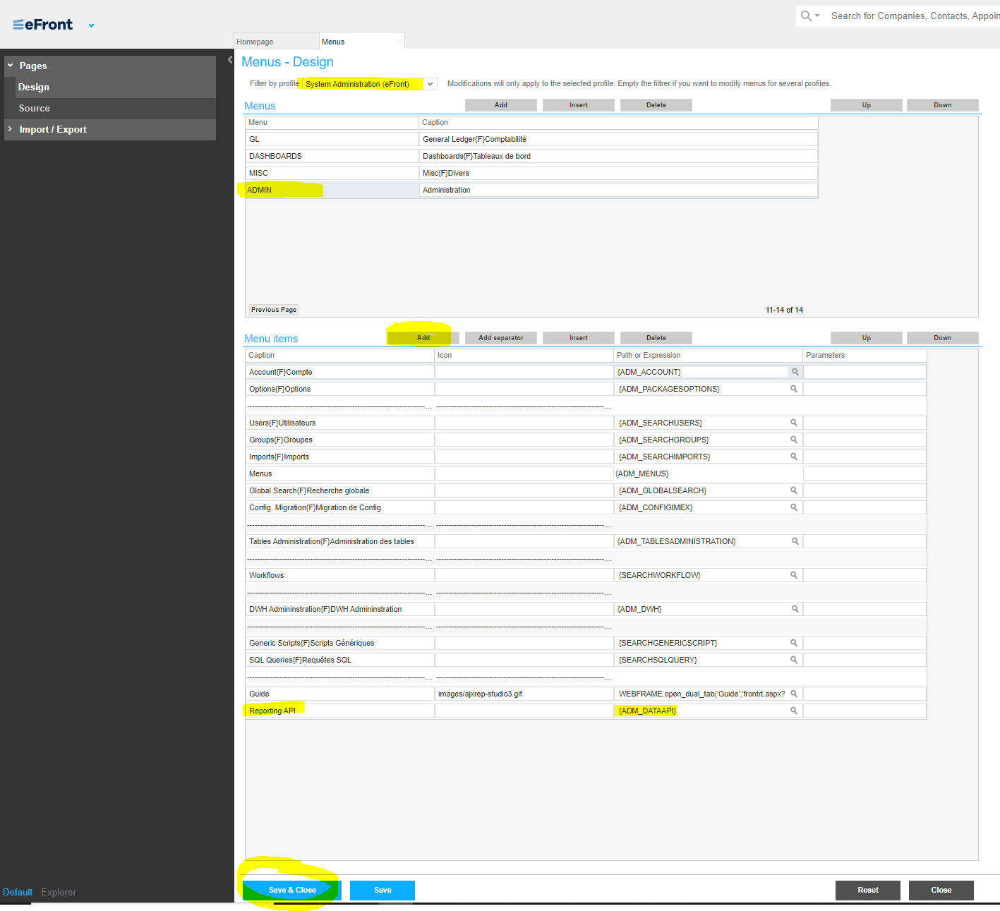 eFront
Search for Companies, Contacts, Appoin
Homepage
Menus
Pages
Design
Source
Import / Export
Menus - Design
Filter by profile System Administration (eFront) Modifications will only apply to the selected profile. Empty the filtrer if you want to modify menus for several profiles.
Menus Add Insert Delete Up Down
Menu Caption
GL General Ledger{F}Comptabilité
DASHBOARDS Dashboards{F}Tableaux de bord
MISC Misc{F}Divers
ADMIN Administration
Previous Page 11-14 of 14
Menu items Add Add separator Insert Delete Up Down
Caption Icon Path or Expression Parameters
Account{F}Compte {ADM_ACCOUNT}
Options{F}Options {ADM_PACKAGESOPTIONS}
Users{F}Utilisateurs {ADM_SEARCHUSERS}
Groups{F}Groupes {ADM_SEARCHGROUPS}
Imports{F}Imports {ADM_SEARCHIMPORTS}
Menus {ADM_MENUS}
Global Search{F}Recherche globale {ADM_GLOBALSEARCH}
Config. Migration{F}Migration de Config. {ADM_CONFIGIMEX}
Tables Administration{F}Administration des tables {ADM_TABLESADMINISTRATION}
Workflows {SEARCHWORKFLOW}
DWH Admininstration{F}DWH Admininstration {ADM_DWH}
Generic Scripts{F}Scripts Génériques {SEARCHGENERICSCRIPT}
SQL Queries{F}Requêtes SQL {SEARCHSQLQUERY}
Guide images/ajxrep-studio3.gif WEBFRAME.open_dual_tab('Guide','frontrt.aspx?
Reporting API {ADM_DATAAPI}
Save & Close Save Reset Close
Default Explorer